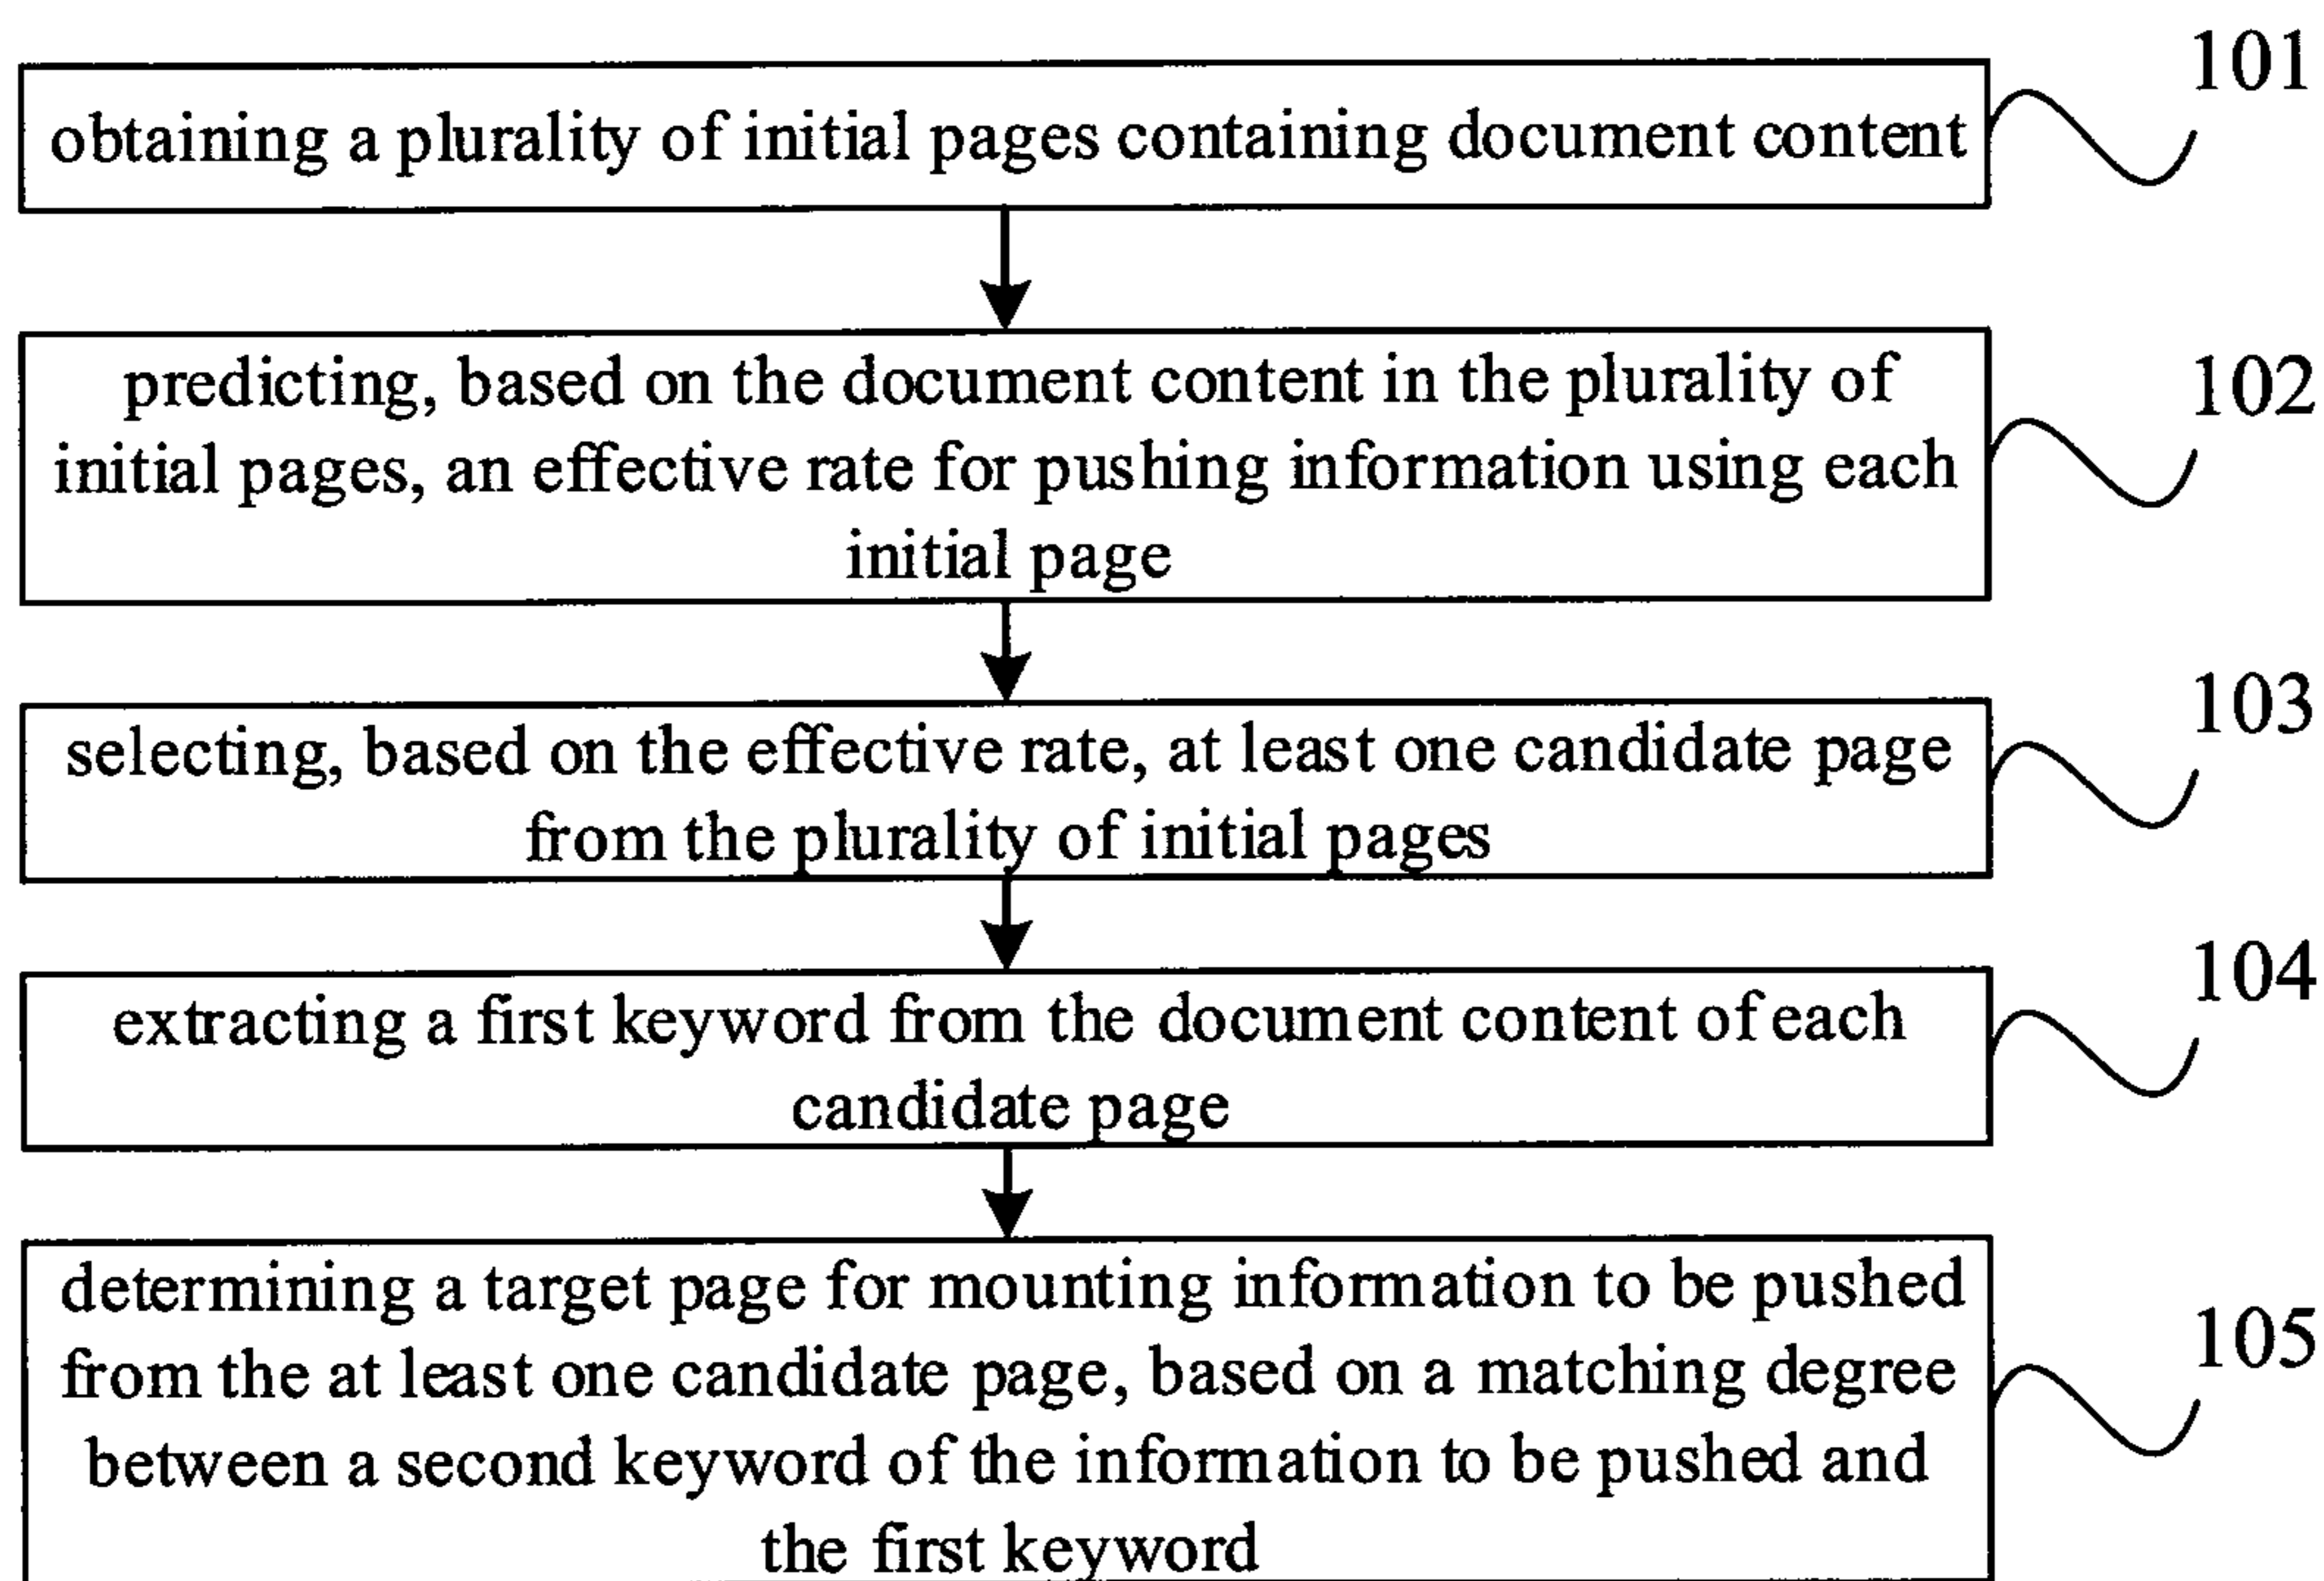 101
obtaining a plurality of initial pages containing document content
102
predicting, based on the document content in the plurality of
initial pages, an effective rate for pushing information using each
initial page
103
selecting, based on the effective rate, at least one candidate page
from the plurality of initial pages
104
extracting a first keyword from the document content of each
candidate page
105
determining a target page for mounting information to be pushed
from the at least one candidate page, based on a matching degree
between a second keyword of the information to be pushed and
the first keyword